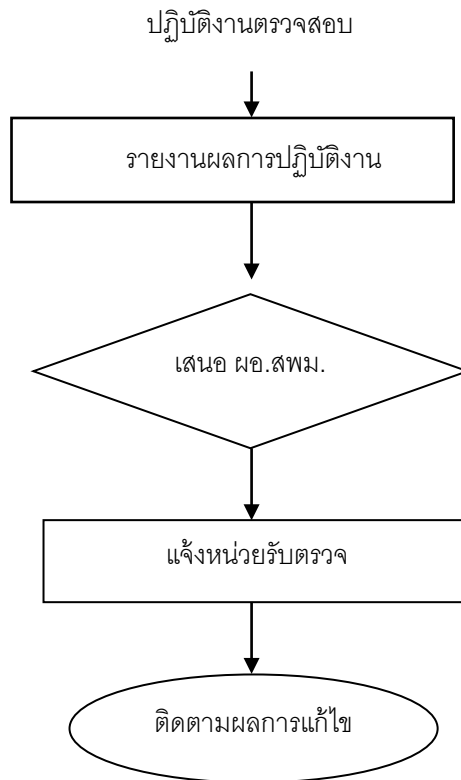 ปฏิบัติงานตรวจสอบ
รายงานผลการปฏิบัติงาน
เสนอ ผอ.สพม.
แจ้งหน่วยรับตรวจ
ติดตามผลการแก้ไข